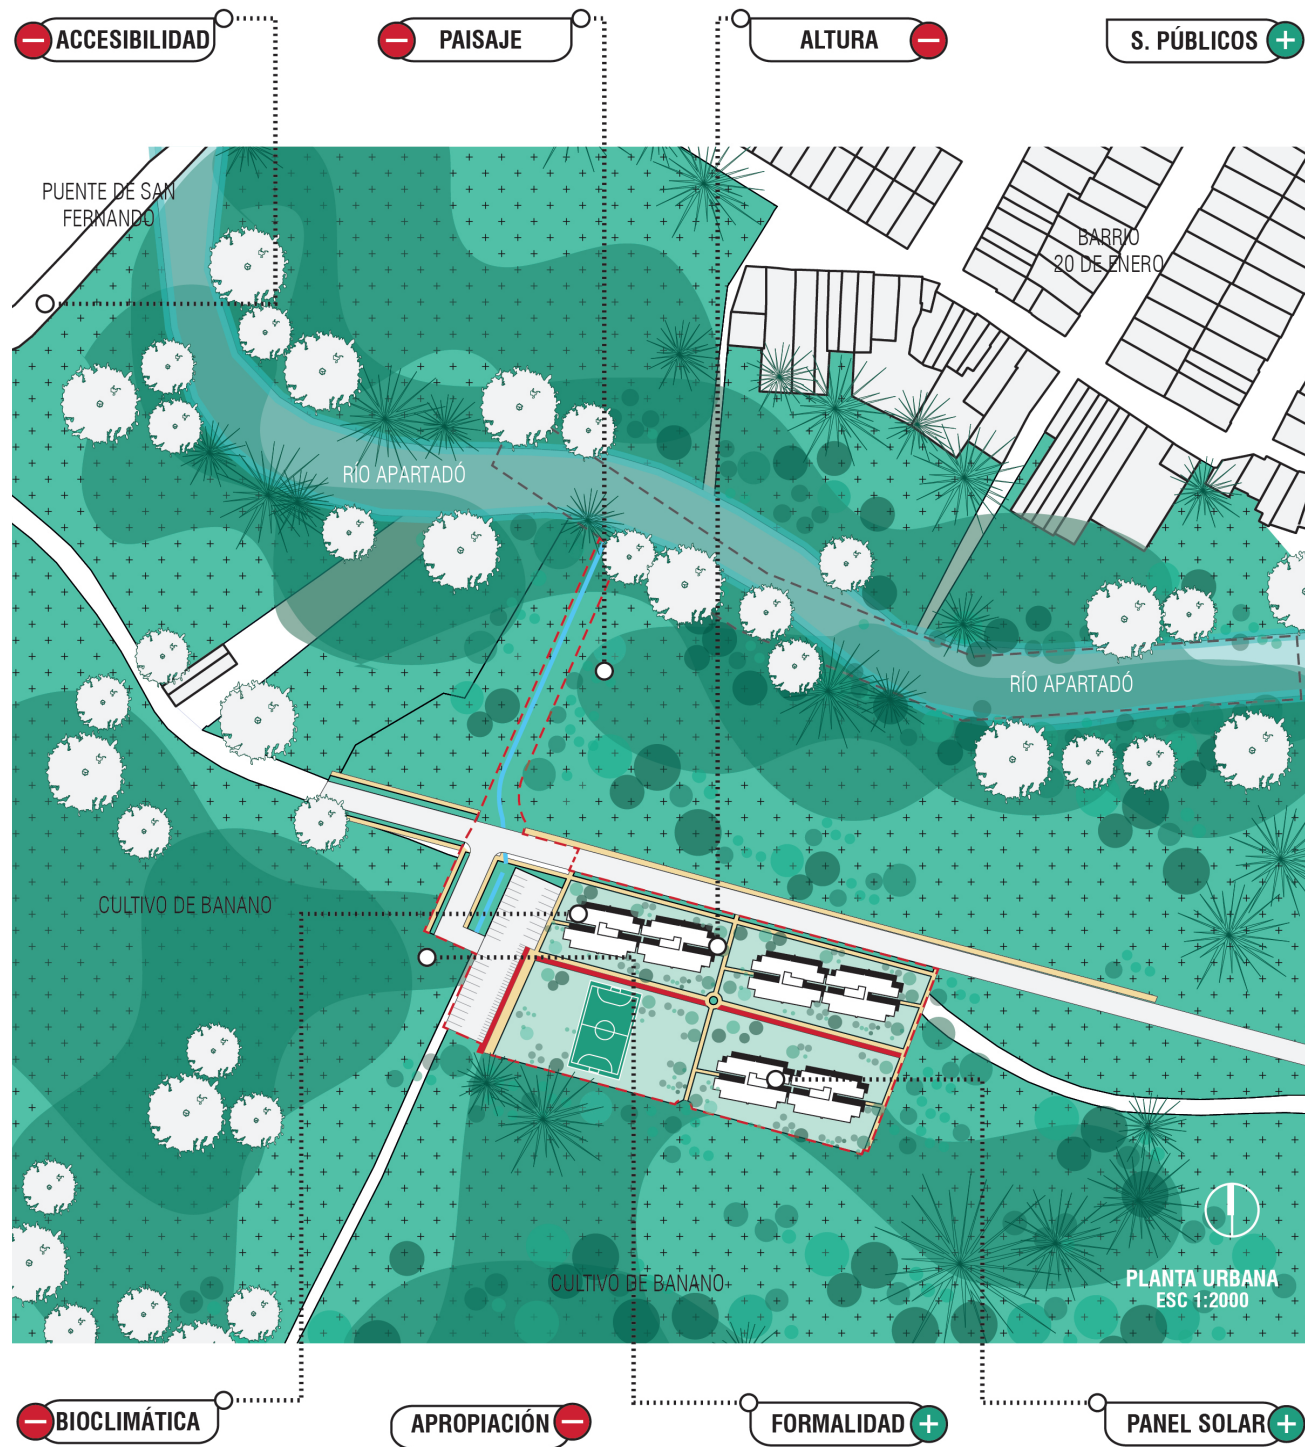 ACCESIBILIDAD
PAISAJE
ALTURA
S. PÚBLICOS
PUENTE DE SAN
FERNANDO
BARRIO
20 DE ENERO
RÍO APARTADÓ
RÍO APARTADÓ
CULTIVO DE BANANO
CULTIVO DE BANANO
PLANTA URBANA
ESC 1:2000
BIOCLIMÁTICA
APROPIACIÓN
FORMALIDAD
PANEL SOLAR